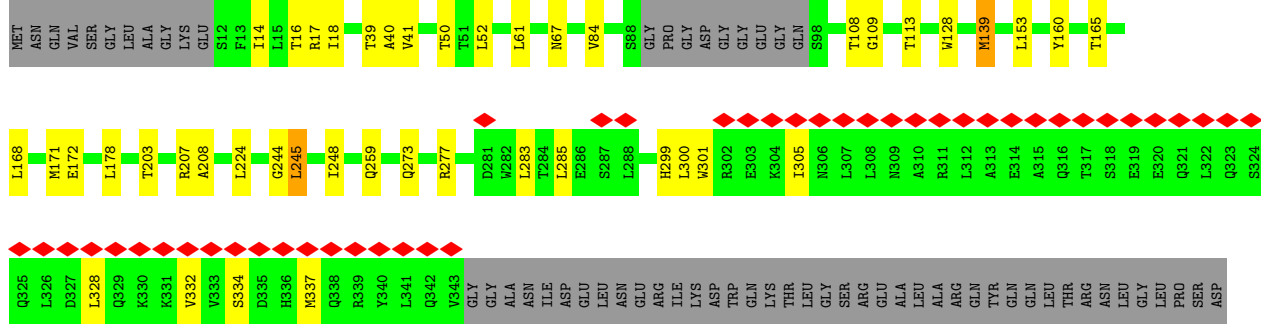 MET ASN GLN VAL SER GLY LEU ALA GLY LYS GLU S12 F13 I14 L15 T16 R17 I18 T39 A40 V41 T50 T51 L52 L61 N67 V84 S88 GLY PRO GLY ASP GLY GLY GLU GLY GLN S98 T108 G109 T113 W128 M139 L153 Y160 T165
L168 M171 E172 L178 T203 R207 A208 L224 G244 L245 I248 Q259 Q273 R277 D281 W282 L283 T284 L285 E286 S287 L288 H299 L300 W301 R302 E303 K304 I305 N306 L307 L308 N309 A310 R311 L312 A313 E314 A315 Q316 T317 S318 E319 E320 Q321 L322 Q323 S324
Q325 L326 D327 L328 Q329 K330 K331 V332 V333 S334 D335 H336 M337 Q338 R339 Y340 L341 Q342 V343 GLY GLY ALA ASN ILE ASP GLU LEU ASN GLU ARG ILE LYS ASP TRP GLN LYS THR LEU GLY SER ARG GLU ALA LEU ALA ARG GLN TYR GLN GLN LEU THR ARG ASN LEU GLY LEU PRO SER ASP